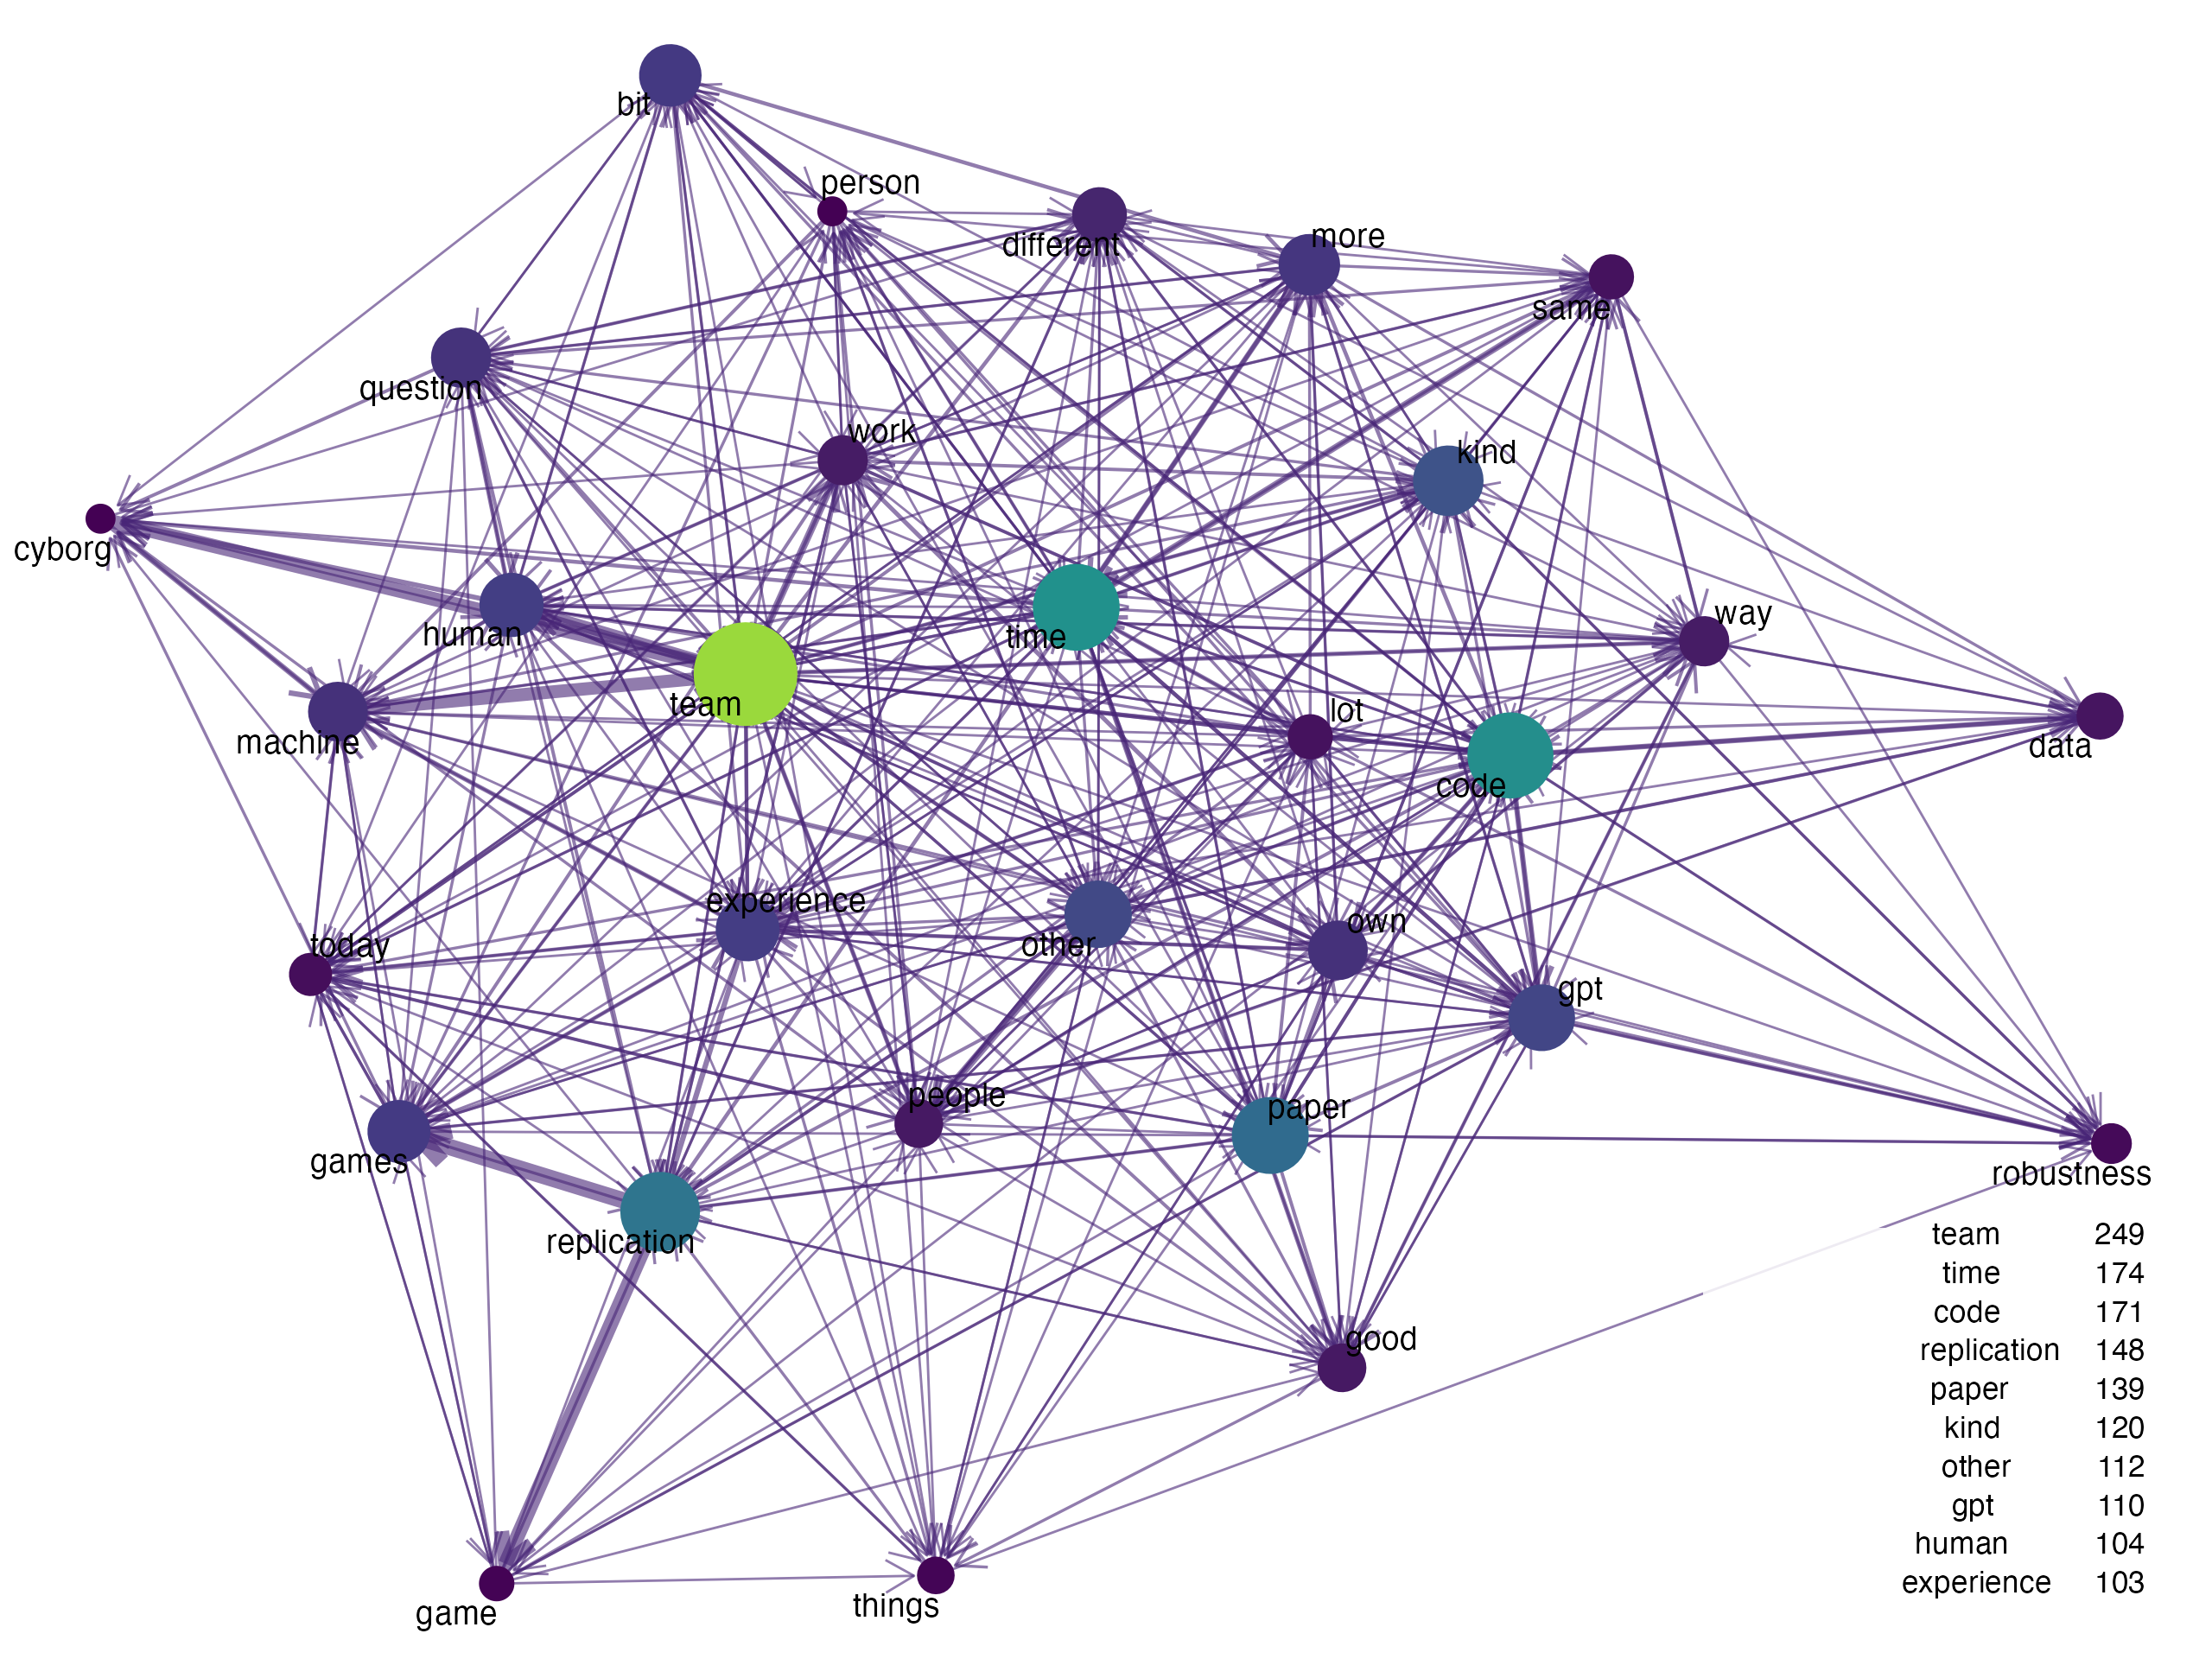 bit
person
different
more
same
question
work
kind
cyborg
human
time
way
team
machine
lot
data
code
experience
own
today
other
gpt
people
paper
games
robustness
replication
good
game
things
team 249
time 174
code 171
replication 148
paper 139
kind 120
other 112
gpt 110
human 104
experience 103